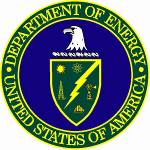 DEPARTMENT OF ENERGY
UNITED STATES OF AMERICA